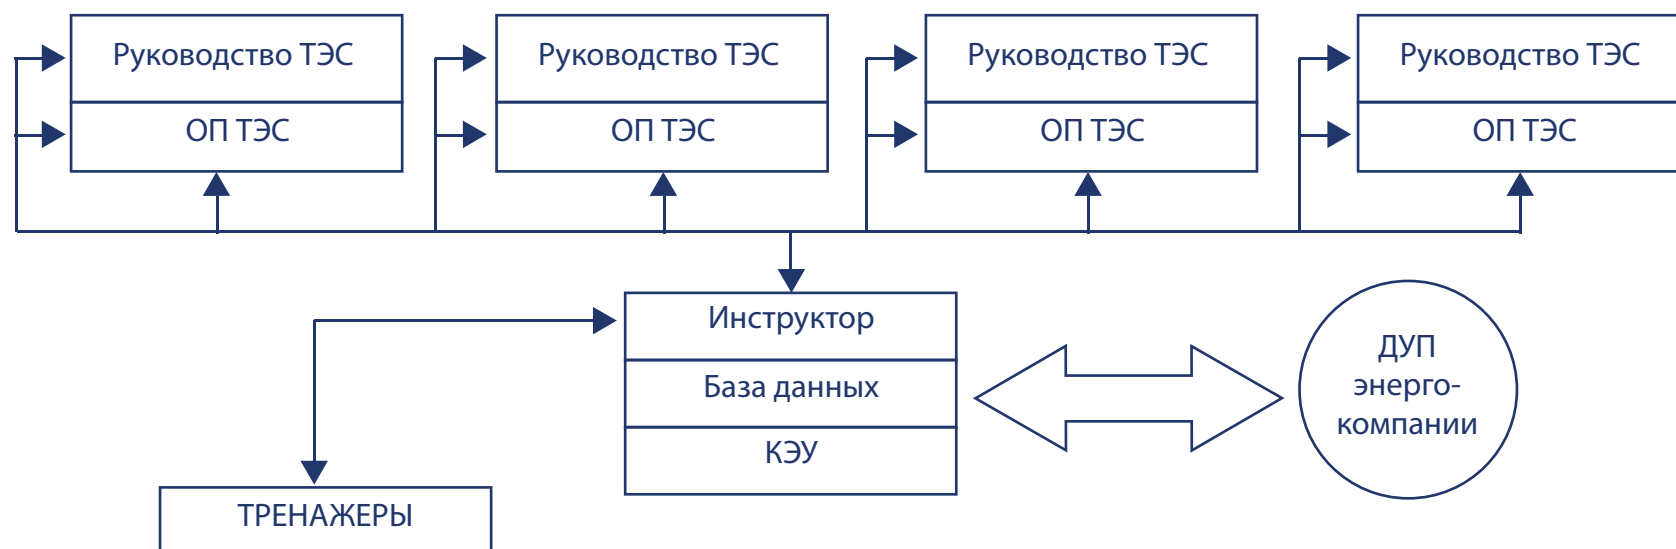 Руководство ТЭС
ОП ТЭС
Руководство ТЭС
ОП ТЭС
Руководство ТЭС
ОП ТЭС
Руководство ТЭС
ОП ТЭС
Инструктор
База данных
КЭУ
ДУП
энерго-
компании
ТРЕНАЖЕРЫ